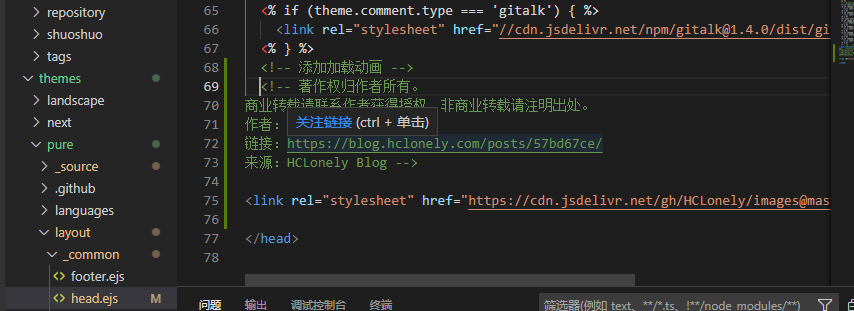 repository
shuoshuo
tags
themes
landscape
next
pure
_source
.github
languages
layout
_common
footer.ejs
head.ejs M
65 <% if (theme.comment.type === 'gitalk') { %>
66 <link rel="stylesheet" href="//cdn.jsdelivr.net/npm/gitalk@1.4.0/dist/git
67 <% } %>
68 <!-- 添加加载动画 -->
69 <!-- 著作权归作者所有。
70 商业转载请联系作者获得授权，非商业转载请注明出处。
71 作者：
关注链接 (ctrl + 单击)
72 链接：https://blog.hclonely.com/posts/57bd67ce/
73 来源：HCLonely Blog -->
74
75 <link rel="stylesheet" href="https://cdn.jsdelivr.net/gh/HCLonely/images@mas
76
77 </head>
78
问题 输出 调试控制台 终端 筛选器(例如 text、**/*.ts、!**/node_modules/**)